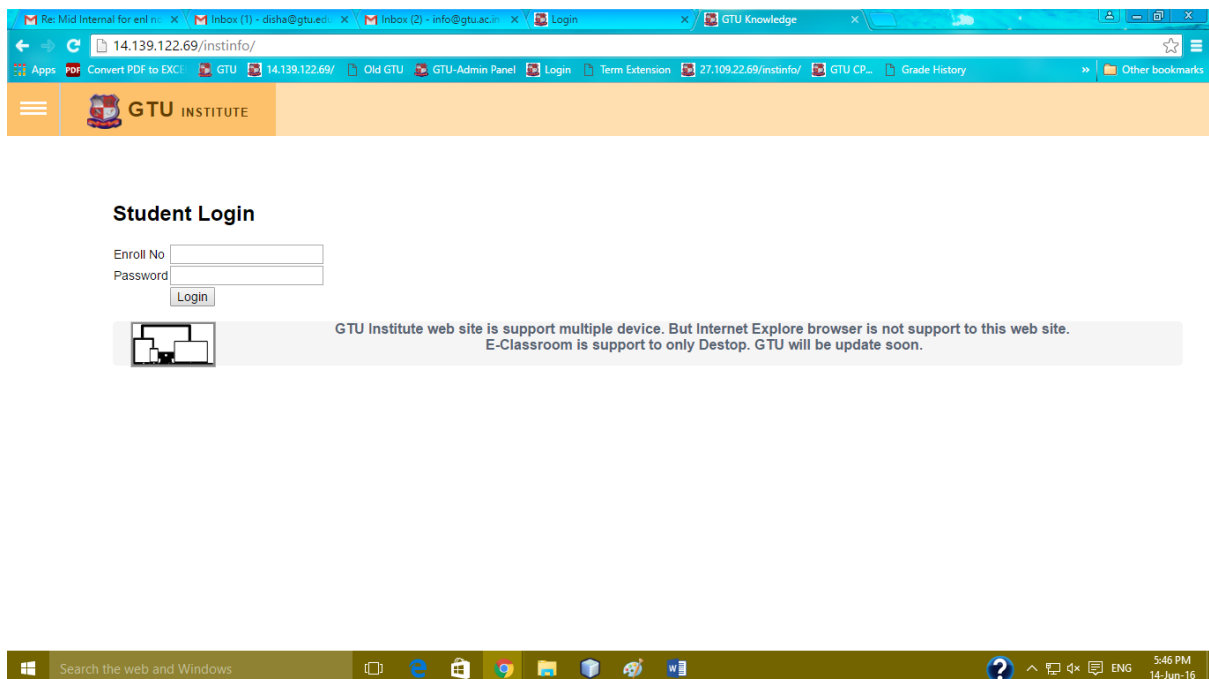 Re: Mid Internal for enl no
Inbox (1) - disha@gtu.edu
Inbox (2) - info@gtu.ac.in
Login
GTU Knowledge
14.139.122.69/instinfo/
Apps
PDF
Convert PDF to EXCE
GTU
14.139.122.69/
Old GTU
GTU-Admin Panel
Login
Term Extension
27.109.22.69/instinfo/
GTU CP...
Grade History
»
Other bookmarks
GTU INSTITUTE
Student Login
Enroll No
Password
Login
GTU Institute web site is support multiple device. But Internet Explore browser is not support to this web site.
E-Classroom is support to only Destop. GTU will be update soon.
Search the web and Windows
ENG
5:46 PM
14-Jun-16